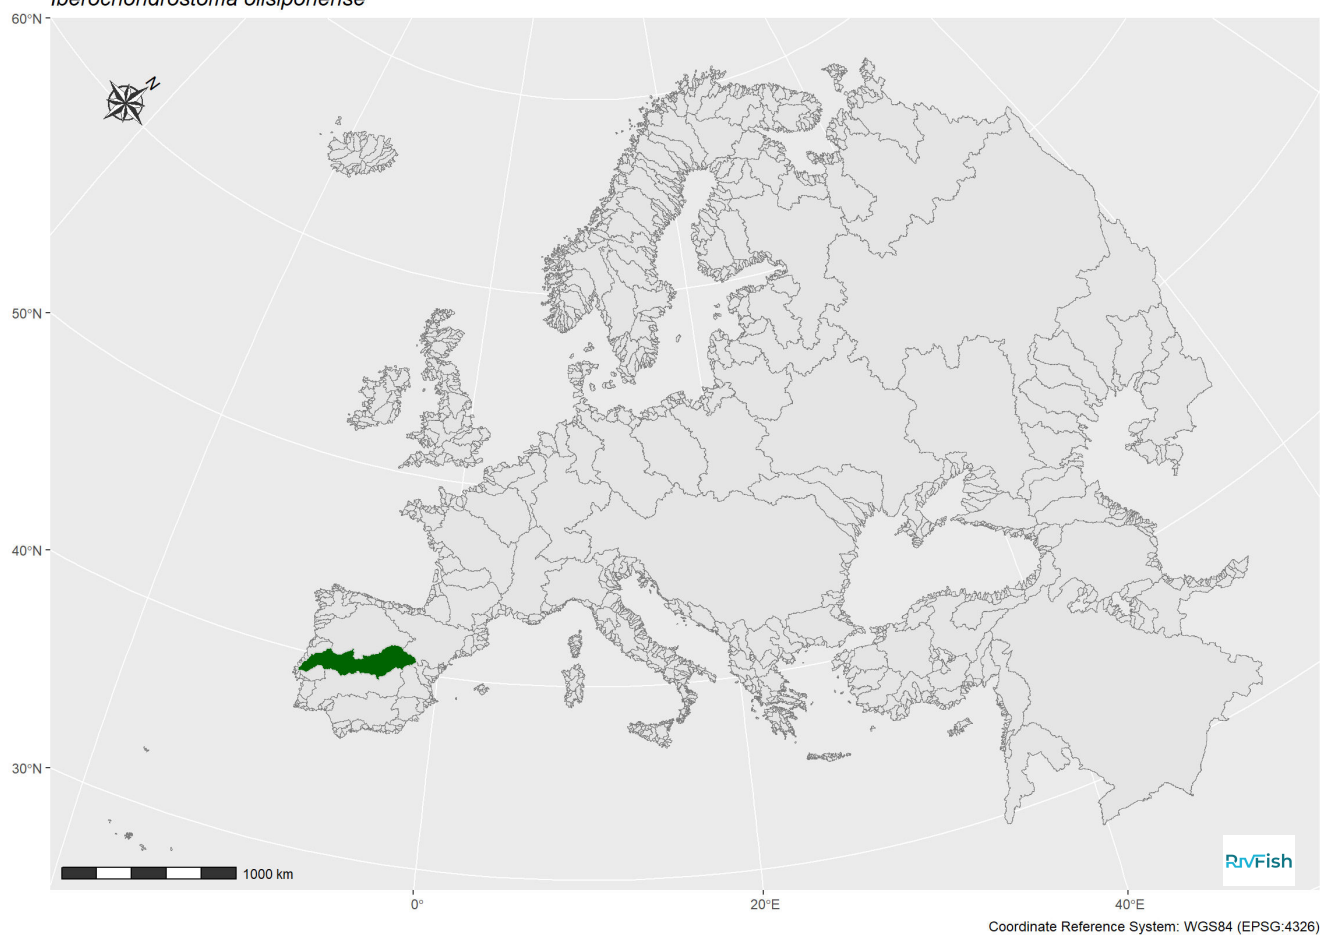 Iberochondrostoma olisiponense
60°N
N
50°N
40°N
30°N
1000 km
RIVFish
0°
20°E
40°E
Coordinate Reference System: WGS84 (EPSG:4326)